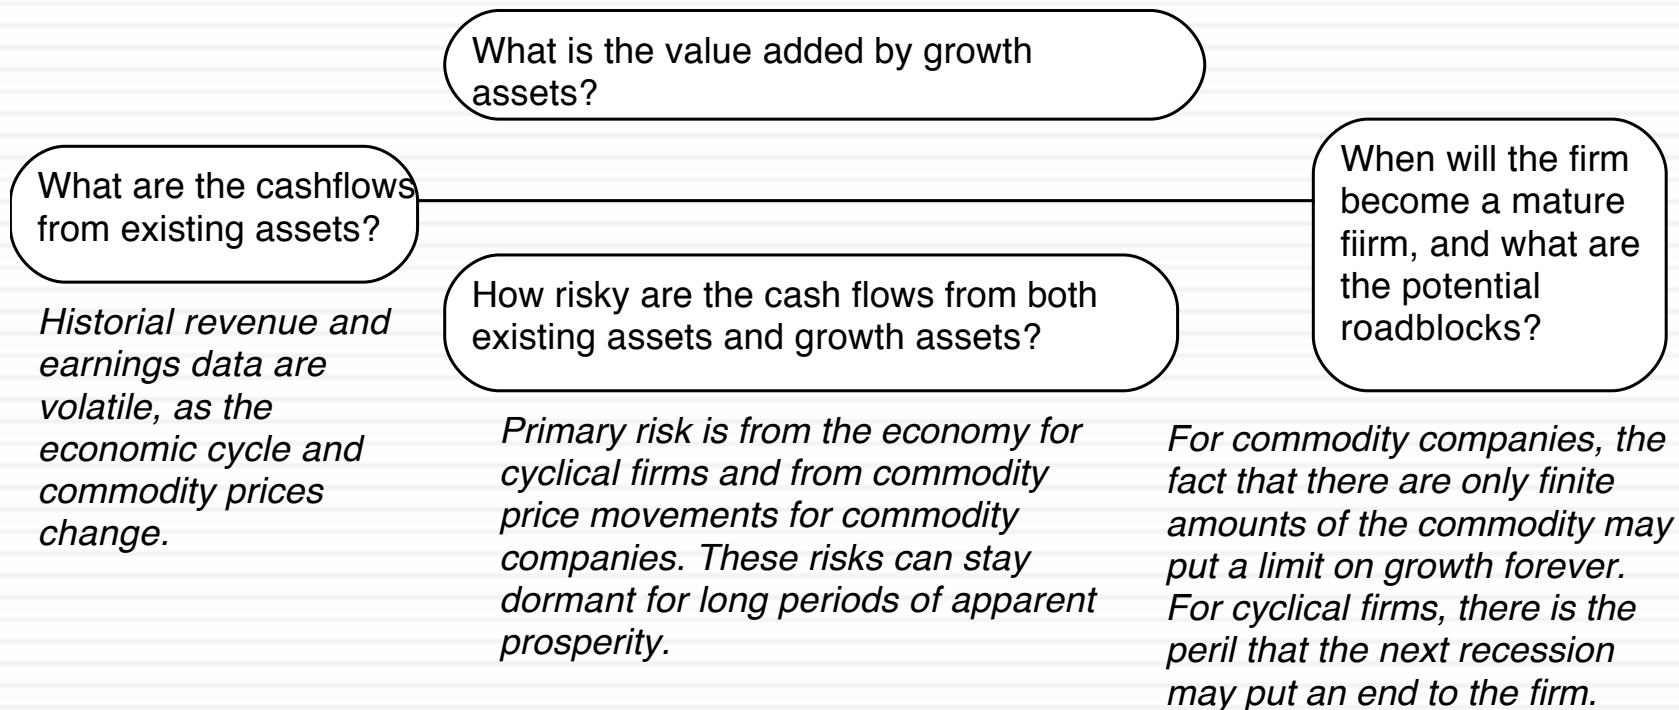 What is the value added by growth
assets?
What are the cashflows
from existing assets?
Historial revenue and
earnings data are
volatile, as the
economic cycle and
commodity prices
change.
How risky are the cash flows from both
existing assets and growth assets?
Primary risk is from the economy for
cyclical firms and from commodity
price movements for commodity
companies. These risks can stay
dormant for long periods of apparent
prosperity.
When will the firm
become a mature
fiirm, and what are
the potential
roadblocks?
For commodity companies, the
fact that there are only finite
amounts of the commodity may
put a limit on growth forever.
For cyclical firms, there is the
peril that the next recession
may put an end to the firm.